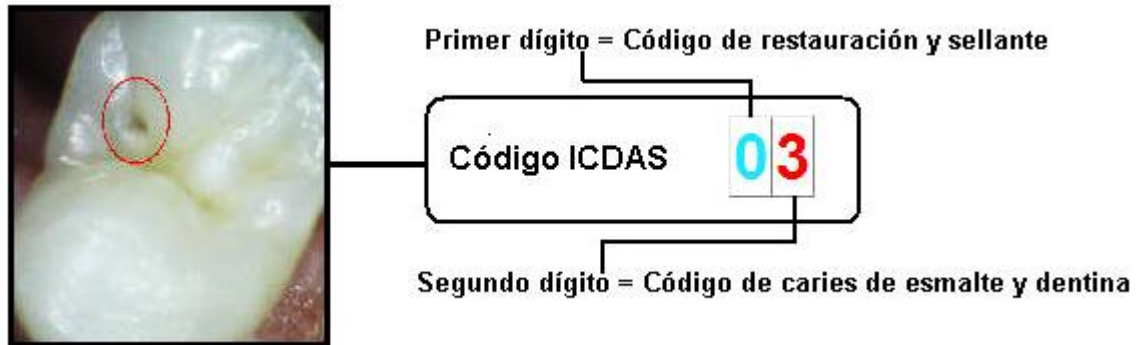 Primer dígito = Código de restauración y sellante
Código ICDAS 03
Segundo dígito = Código de caries de esmalte y dentina